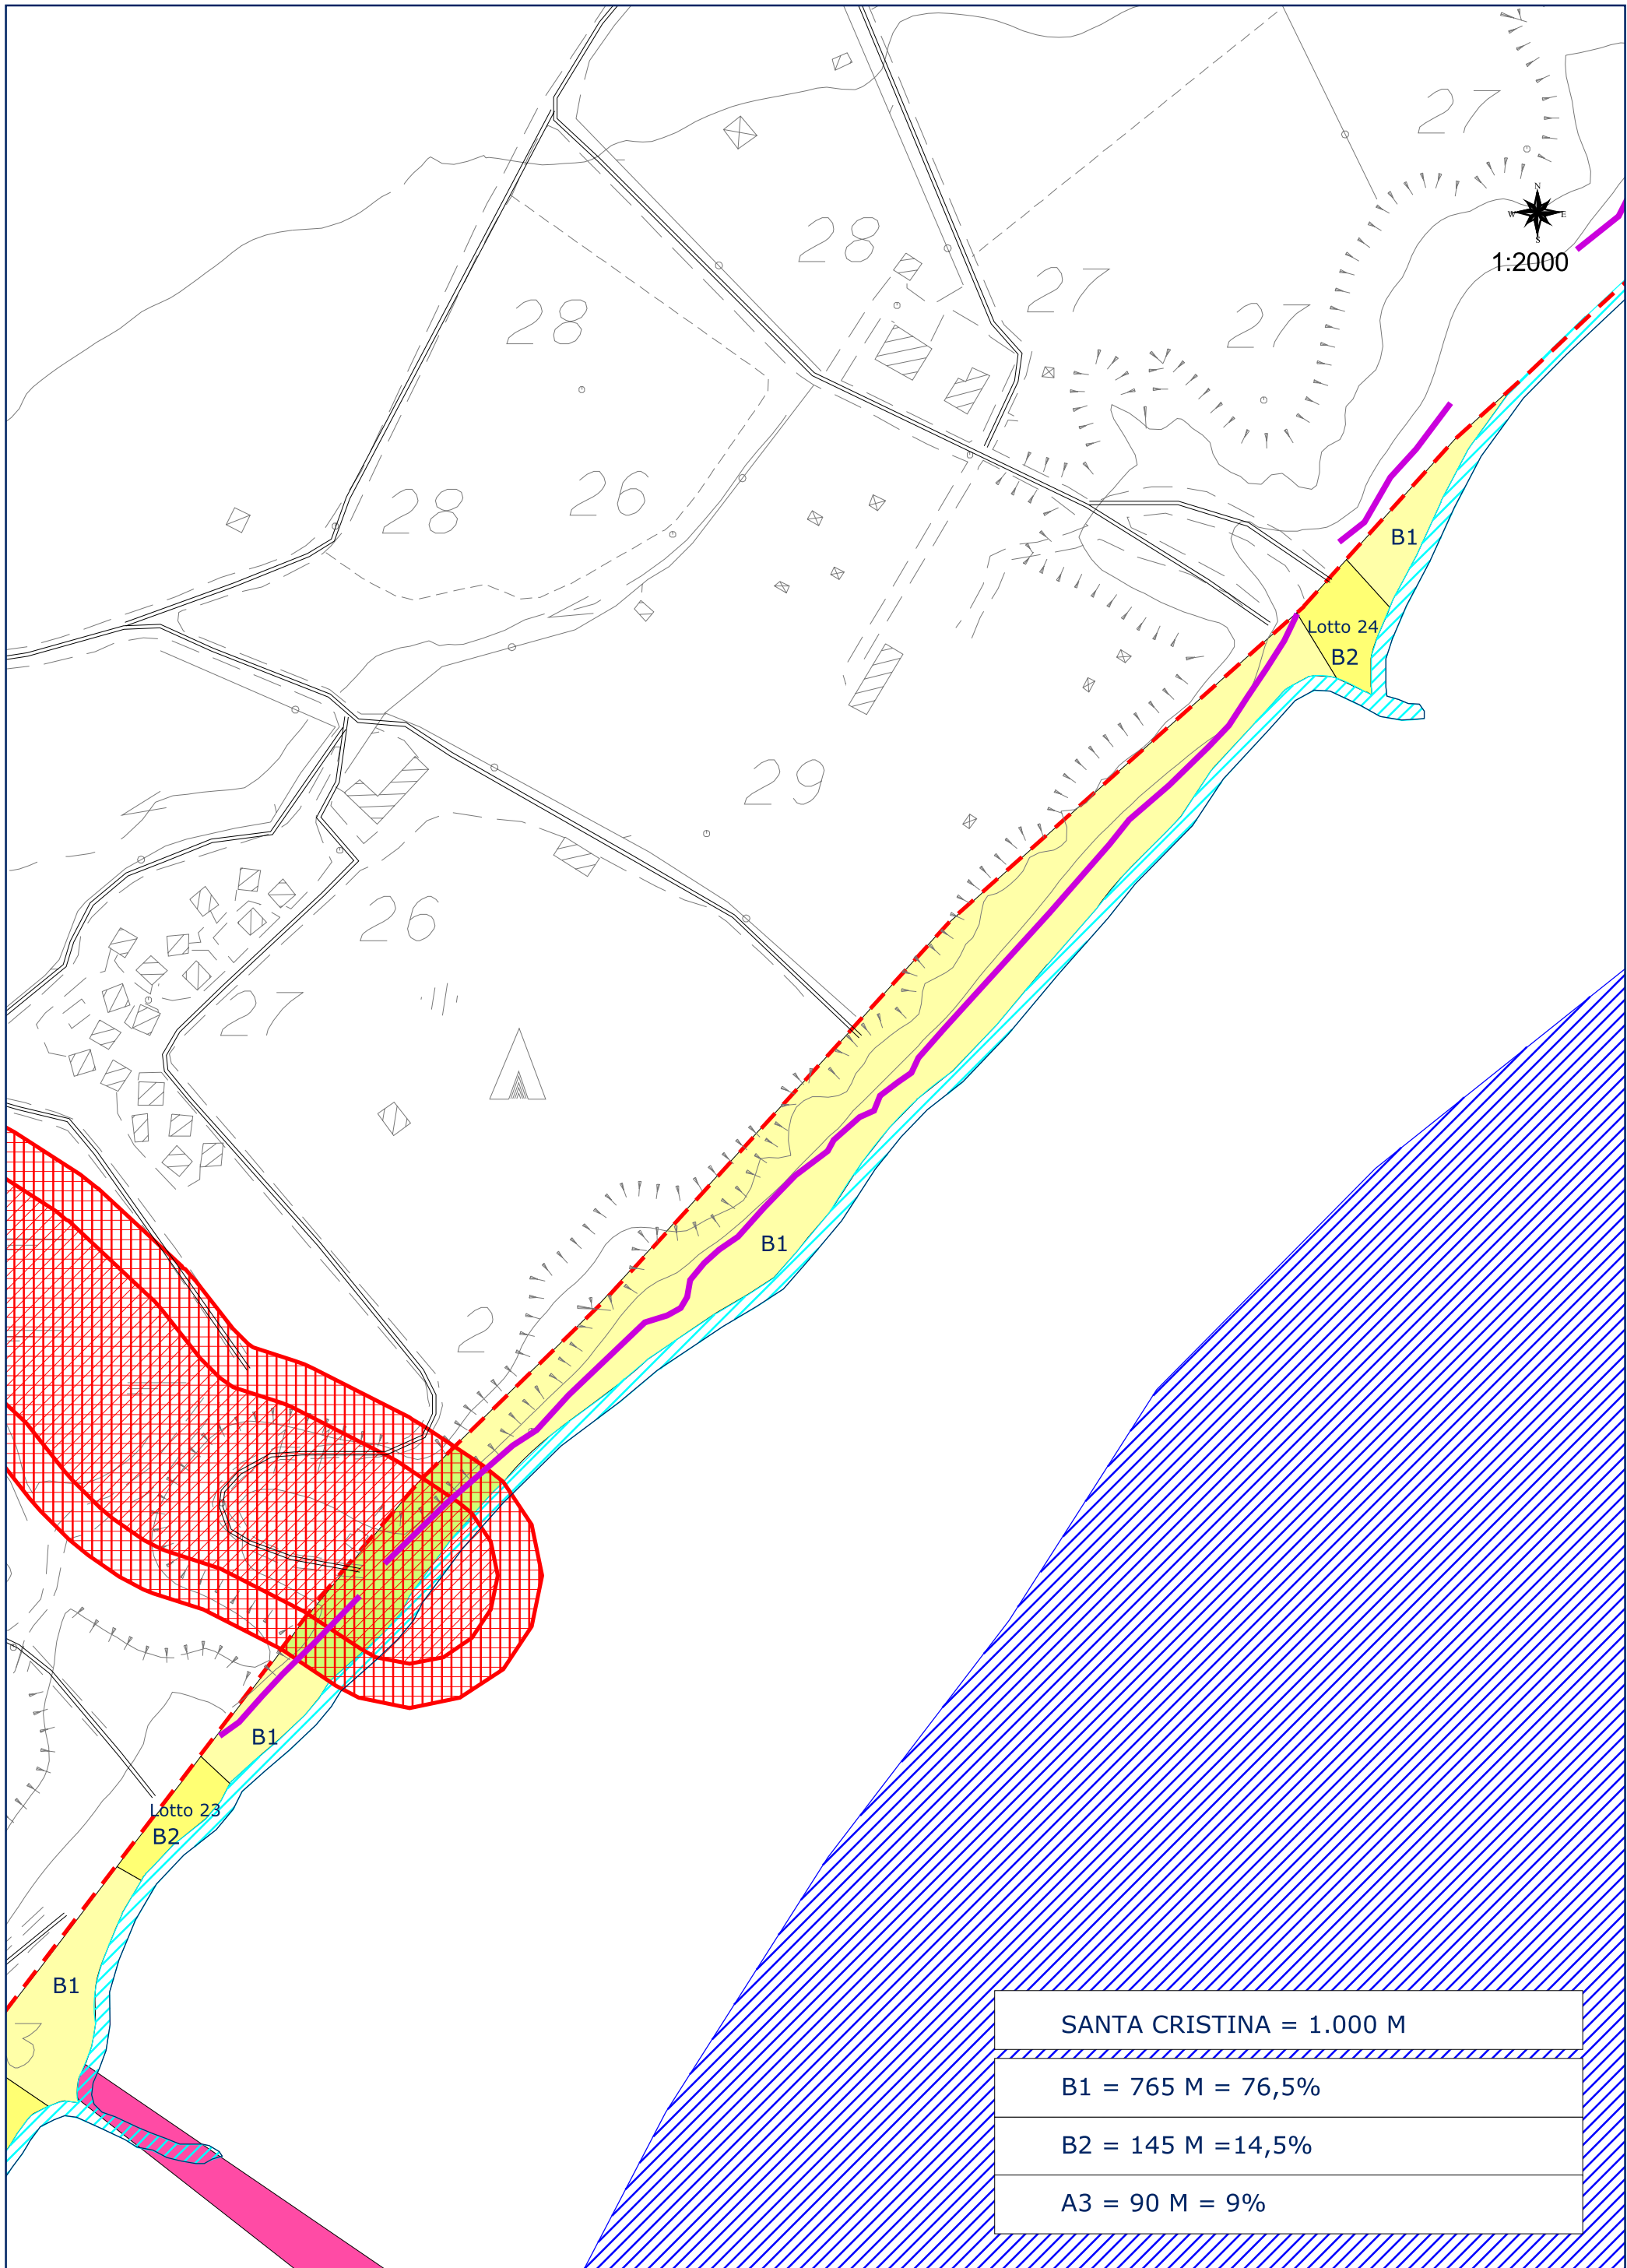 27
N
W E
S
1:2000
28
27
28
27
28
26
B1
Lotto 24
B2
29
26
27
B1
2
B1
Lotto 23
B2
B1
3
SANTA CRISTINA = 1.000 M
B1 = 765 M = 76,5%
B2 = 145 M =14,5%
A3 = 90 M = 9%